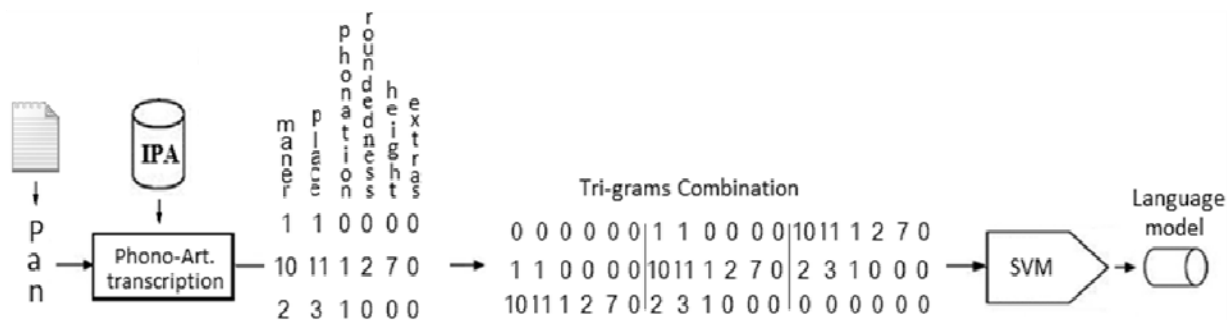 maner
place
phonation
roundedness
height
extras
IPA
Tri-grams Combination
Language
model
P
a
n
Phono-Art.
transcription
1 1 0 0 0 0
10 11 1 2 7 0
2 3 1 0 0 0
0 0 0 0 0 0 1 1 0 0 0 0 10 11 1 2 7 0
1 1 0 0 0 0 10 11 1 2 7 0 2 3 1 0 0 0
10 11 1 2 7 0 2 3 1 0 0 0 0 0 0 0 0 0
SVM